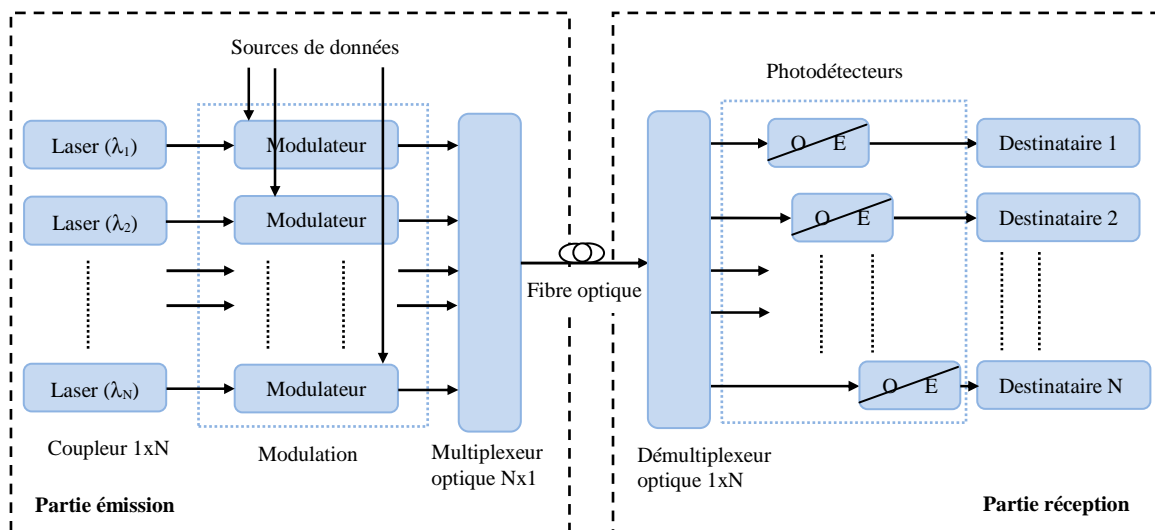 Sources de données
Photodétecteurs
Laser (λ1)
Modulateur
O E
Destinataire 1
Laser (λ2)
Modulateur
O E
Destinataire 2
Fibre optique
Laser (λN)
Modulateur
O E
Destinataire N
Coupleur 1xN
Modulation
Multiplexeur
optique Nx1
Démultiplexeur
optique 1xN
Partie émission
Partie réception